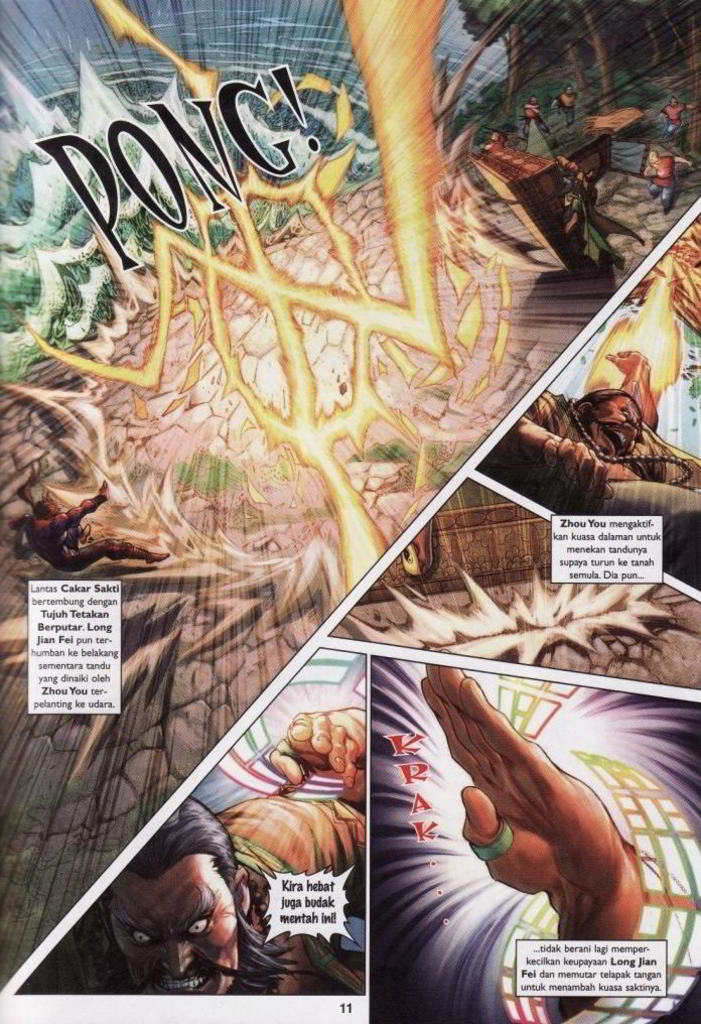 PONG!
Zhou You mengaktif-
kan kuasa dalaman untuk
menekan tandunya
supaya turun ke tanah
semula. Dia pun...
Lantas Cakar Sakti
bertembung dengan
Tujuh Tetakan
Berputar. Long
Jian Fei pun ter-
humban ke belakang
sementara tandu
yang dinaiki oleh
Zhou You ter-
pelanting ke udara.
KRAK...
Kira hebat
juga budak
mentah ini!
...tidak berani lagi memper-
kecilkan keupayaan Long Jian
Fei dan memutar telapak tangan
untuk menambah kuasa saktinya.
11